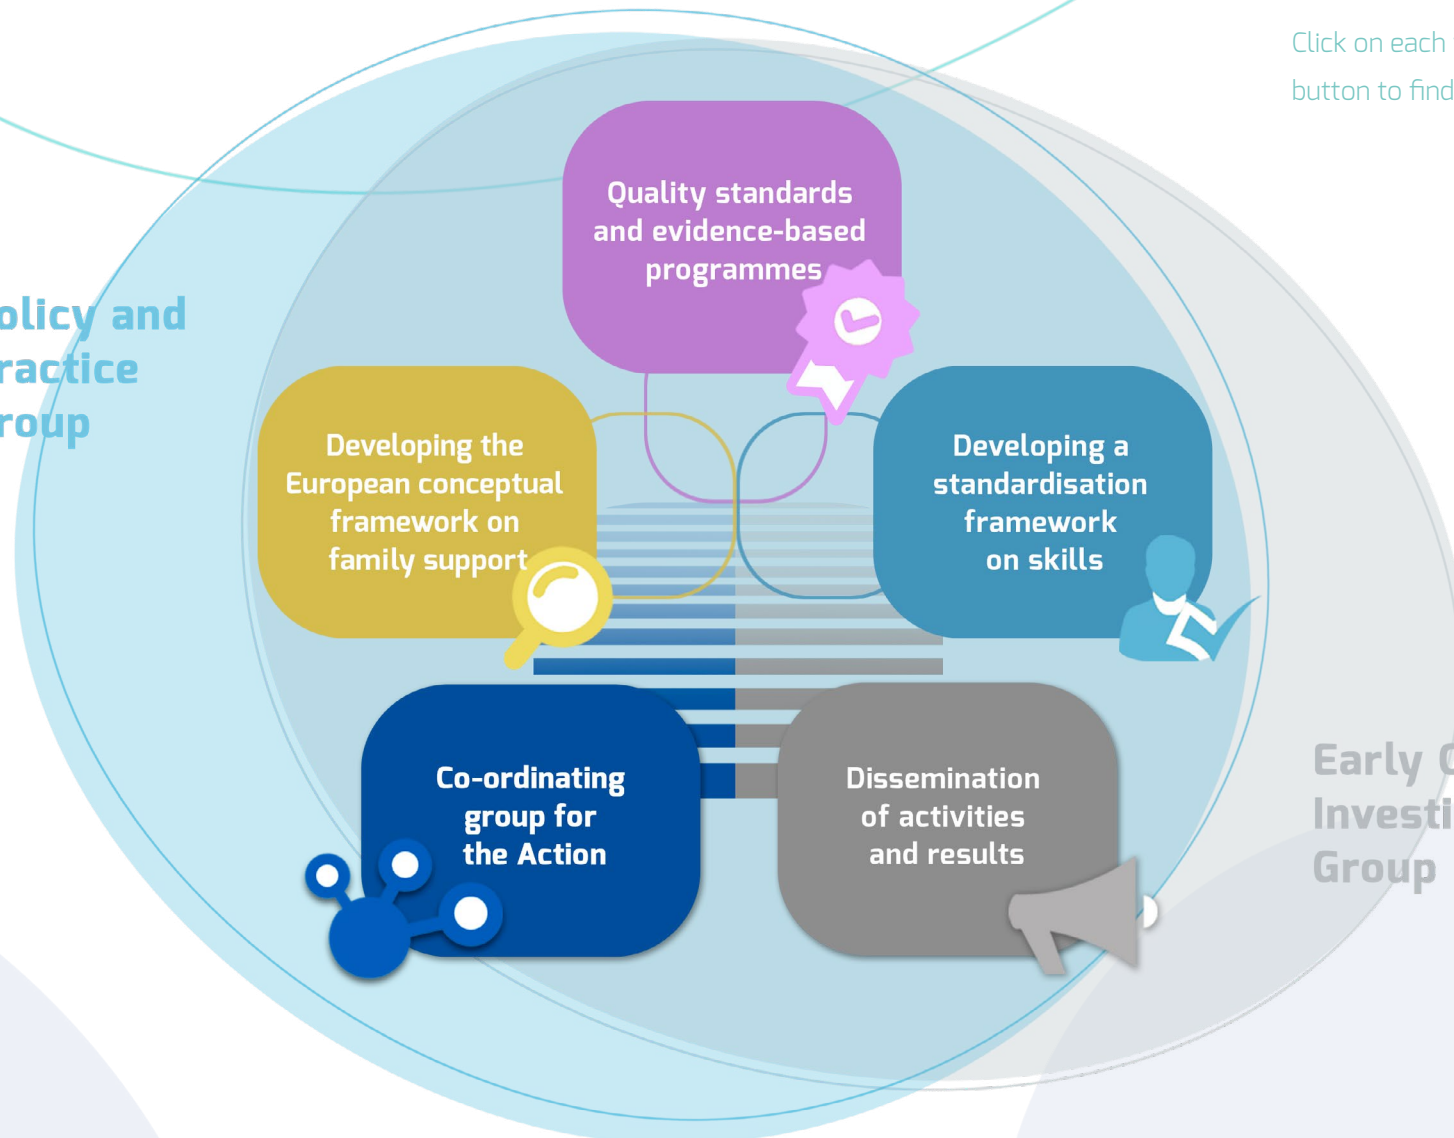 Click on each
button to find
Quality standards
and evidence-based
programmes
olicy and
ractice
roup
Developing the
European conceptual
framework on
family support
Developing a
standardisation
framework
on skills
Co-ordinating
group for
the Action
Dissemination
of activities
and results
Early
Investi
Group